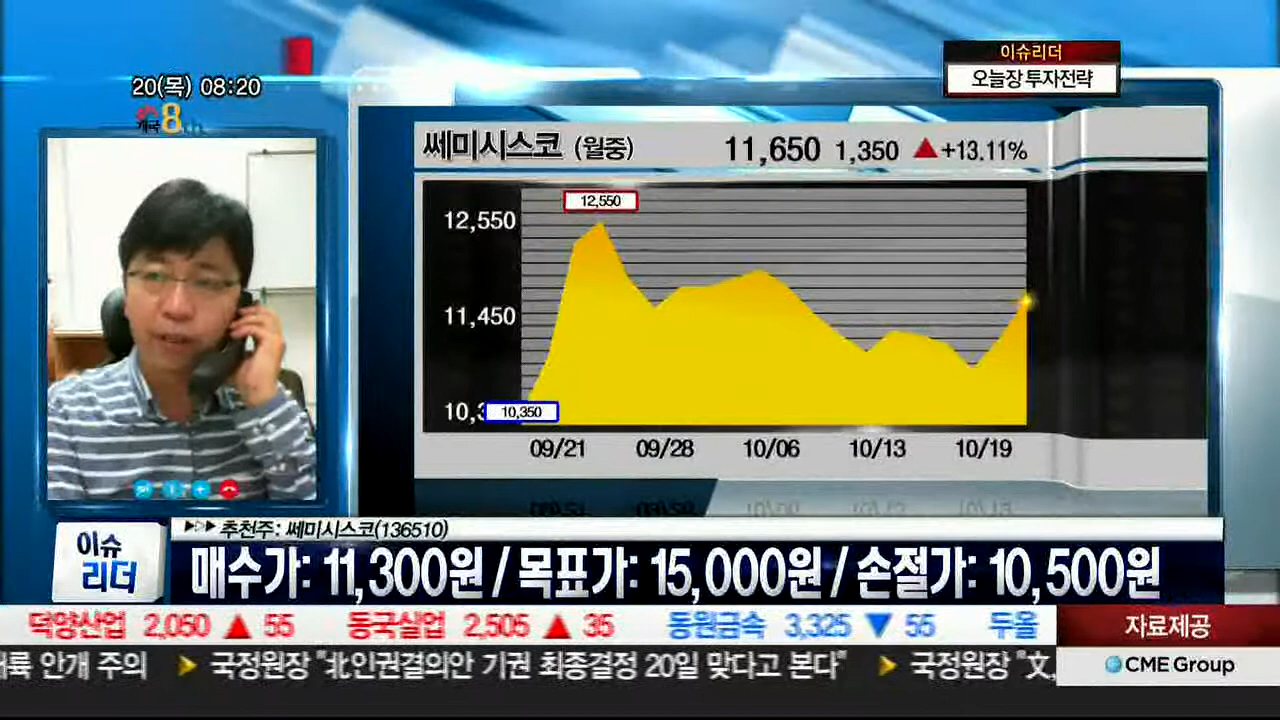 이슈리더
오늘장 투자전략
20(목) 08:20
개국 8th
쎄미시스코 (월중) 11,650 1,350 ▲+13.11%
12,550
12,550
11,450
10,350
09/21 09/28 10/06 10/13 10/19
이슈
리더
추천주: 쎄미시스코(136510)
매수가: 11,300원 / 목표가: 15,000원 / 손절가: 10,500원
덕양산업 2,050 ▲ 55 동국실업 2,505 ▲ 35 동원금속 3,325 ▼ 55 두올
자료제공
안개 주의 ▶ 국정원장 "北인권결의안 기권 최종결정 20일 맞다고 본다" ▶ 국정원장 "文,
CME Group